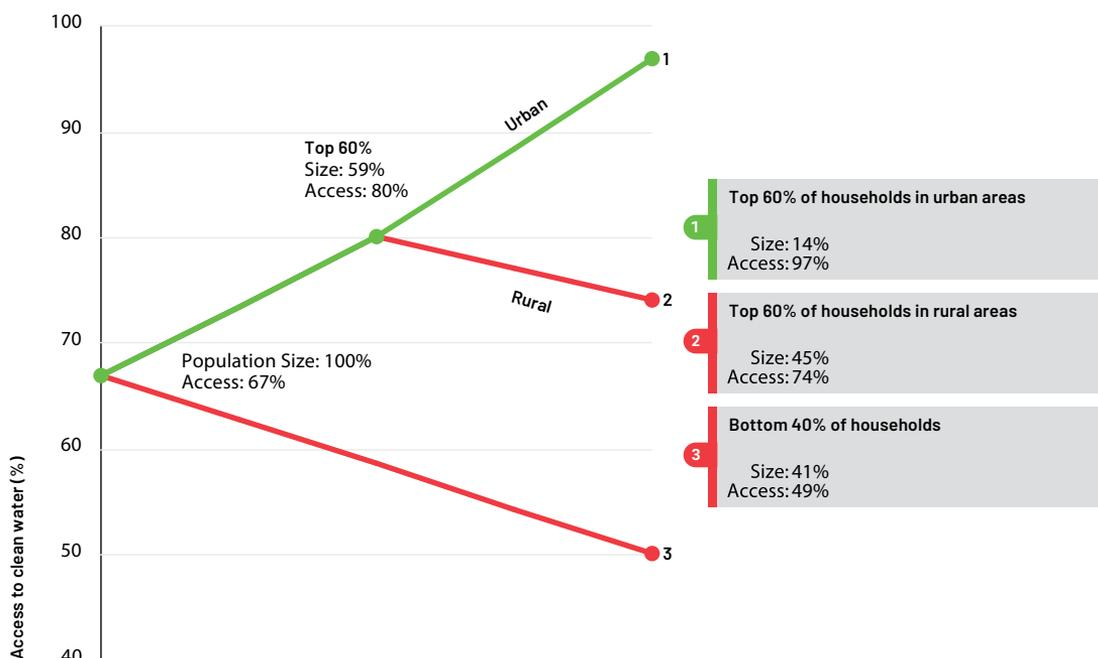 100
90
80
70
60
50
40
Access to clean water (%)
Population Size: 100%
Access: 67%
Top 60%
Size: 59%
Access: 80%
Urban
Rural
1
2
3
1
Top 60% of households in urban areas
Size: 14%
Access: 97%
2
Top 60% of households in rural areas
Size: 45%
Access: 74%
3
Bottom 40% of households
Size: 41%
Access: 49%